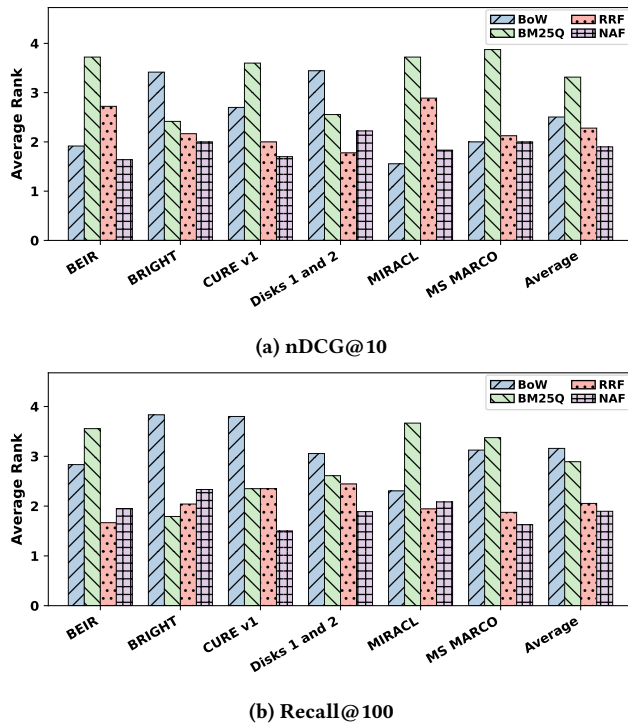 BoW
BM25Q
RRF
NAF
Average Rank
4
3
2
1
0
BEIR
BRIGHT
CURE v1
Disks 1 and 2
MIRACL
MS MARCO
Average
(a) nDCG@10
BoW
BM25Q
RRF
NAF
Average Rank
4
3
2
1
0
BEIR
BRIGHT
CURE v1
Disks 1 and 2
MIRACL
MS MARCO
Average
(b) Recall@100